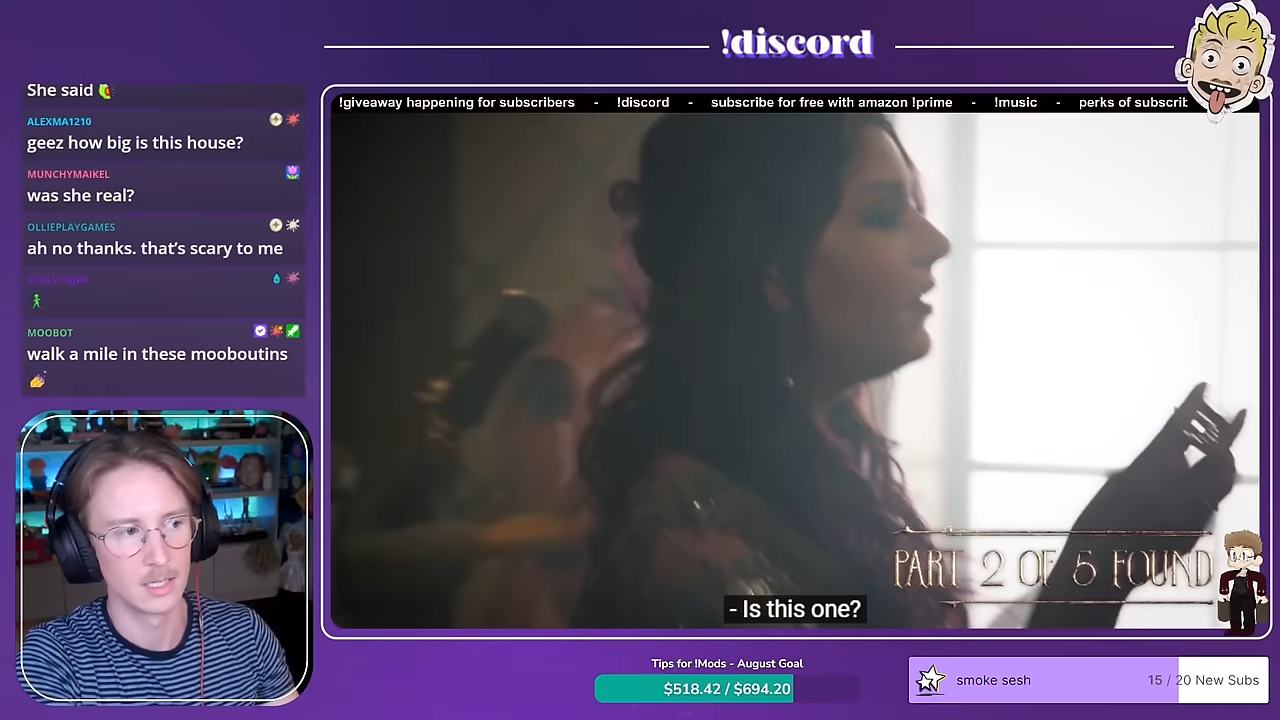 !discord
!giveaway happening for subscribers - !discord - subscribe for free with amazon !prime - !music - perks of subscrib
She said
ALEXMA1210
geez how big is this house?
MUNCHYMAIKEL
was she real?
OLLIEPLAYGAMES
ah no thanks. that’s scary to me
MOOBOT
walk a mile in these mooboutins
PART 2 OF 5 FOUND
- Is this one?
Tips for !Mods - August Goal
$518.42 / $694.20
smoke sesh 15 / 20 New Subs